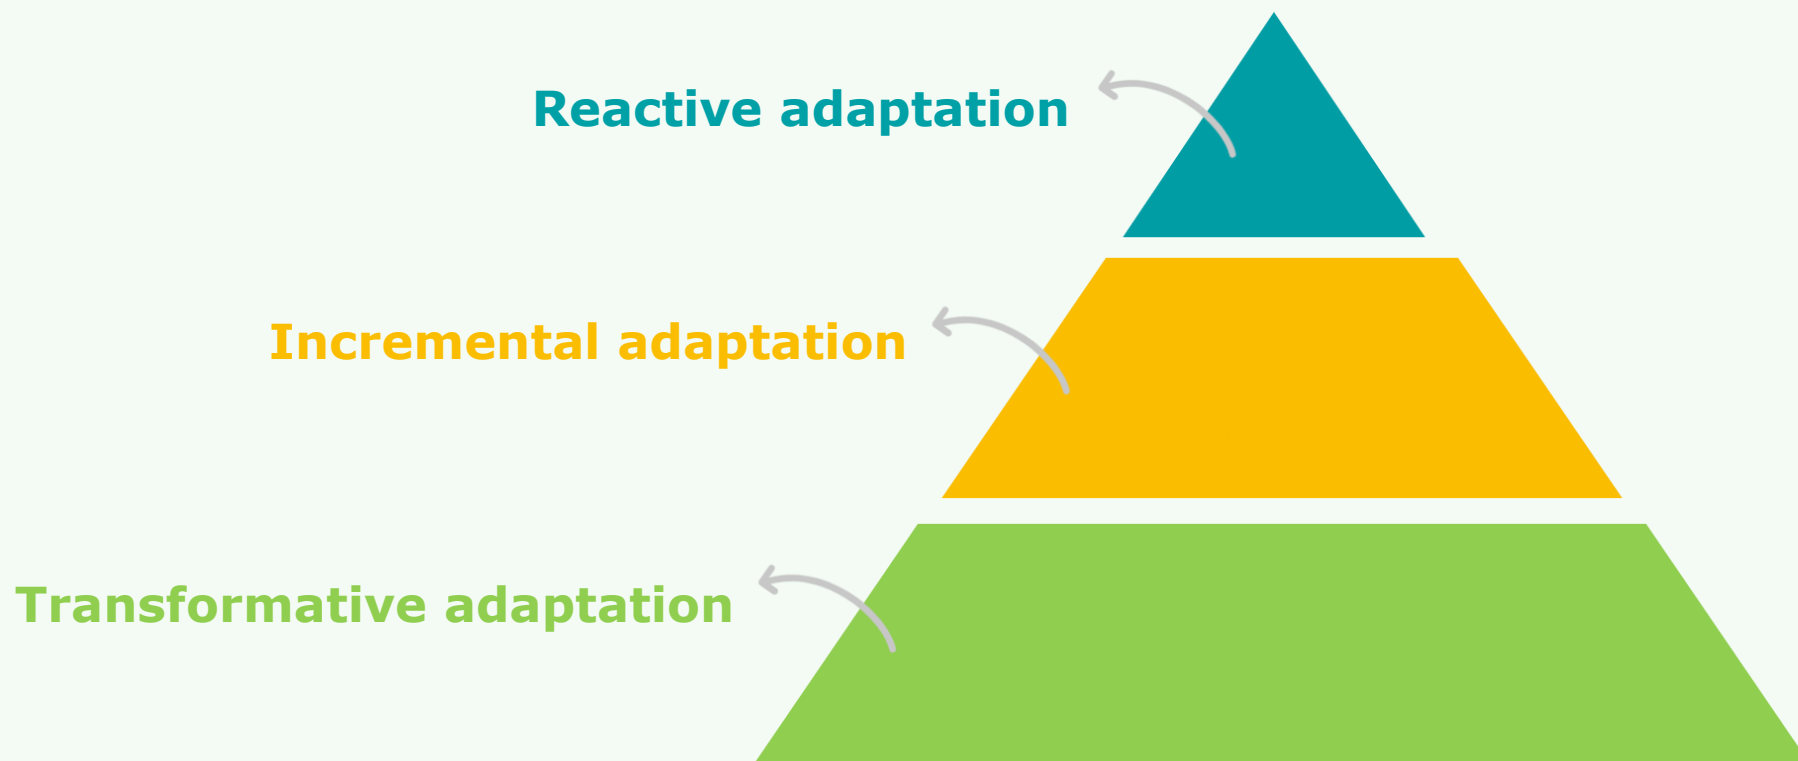 Reactive adaptation
Incremental adaptation
Transformative adaptation